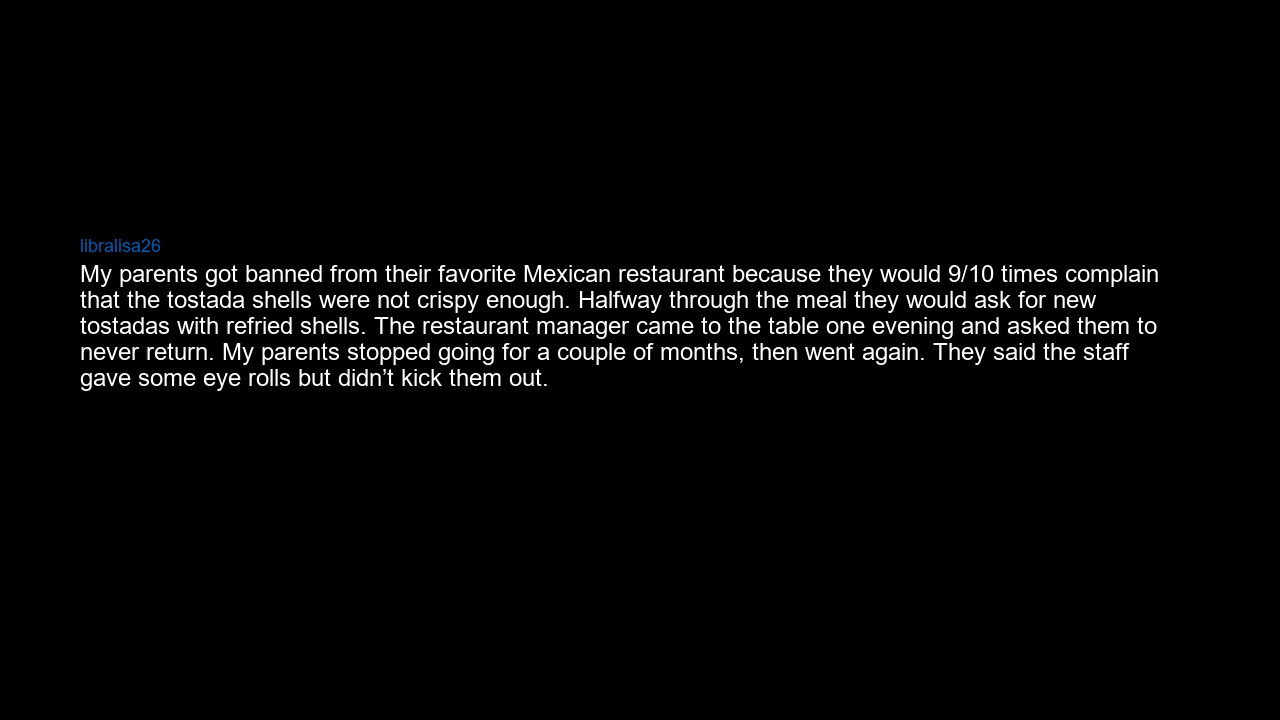 libralisa26
My parents got banned from their favorite Mexican restaurant because they would 9/10 times complain
that the tostada shells were not crispy enough. Halfway through the meal they would ask for new
tostadas with refried shells. The restaurant manager came to the table one evening and asked them to
never return. My parents stopped going for a couple of months, then went again. They said the staff
gave some eye rolls but didn’t kick them out.